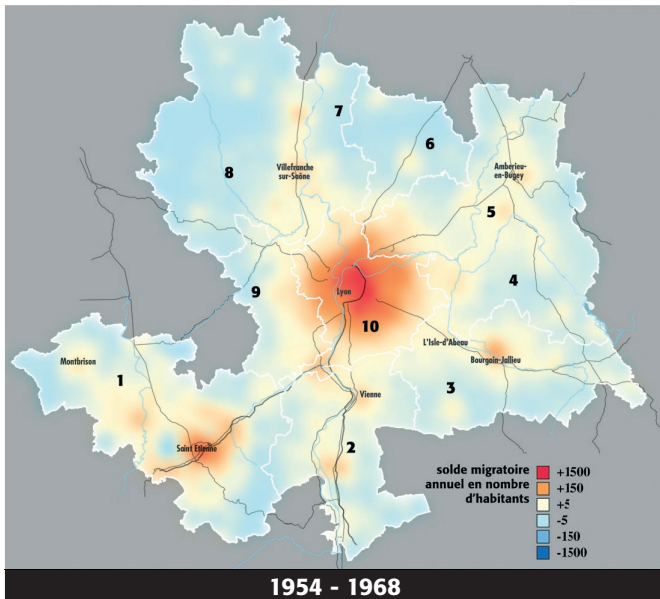 7
6
8
Villefranche
sur-Saône
Ambérieu-
en-Bugey
5
4
9
Lyon
10
L'Isle-d'Abeau
Bourgoin-Jallieu
Montbrison
1
3
Vienne
2
Saint Etienne
solde migratoire
annuel en nombre
d'habitants
+1500
+150
+5
-5
-150
-1500
1954 - 1968